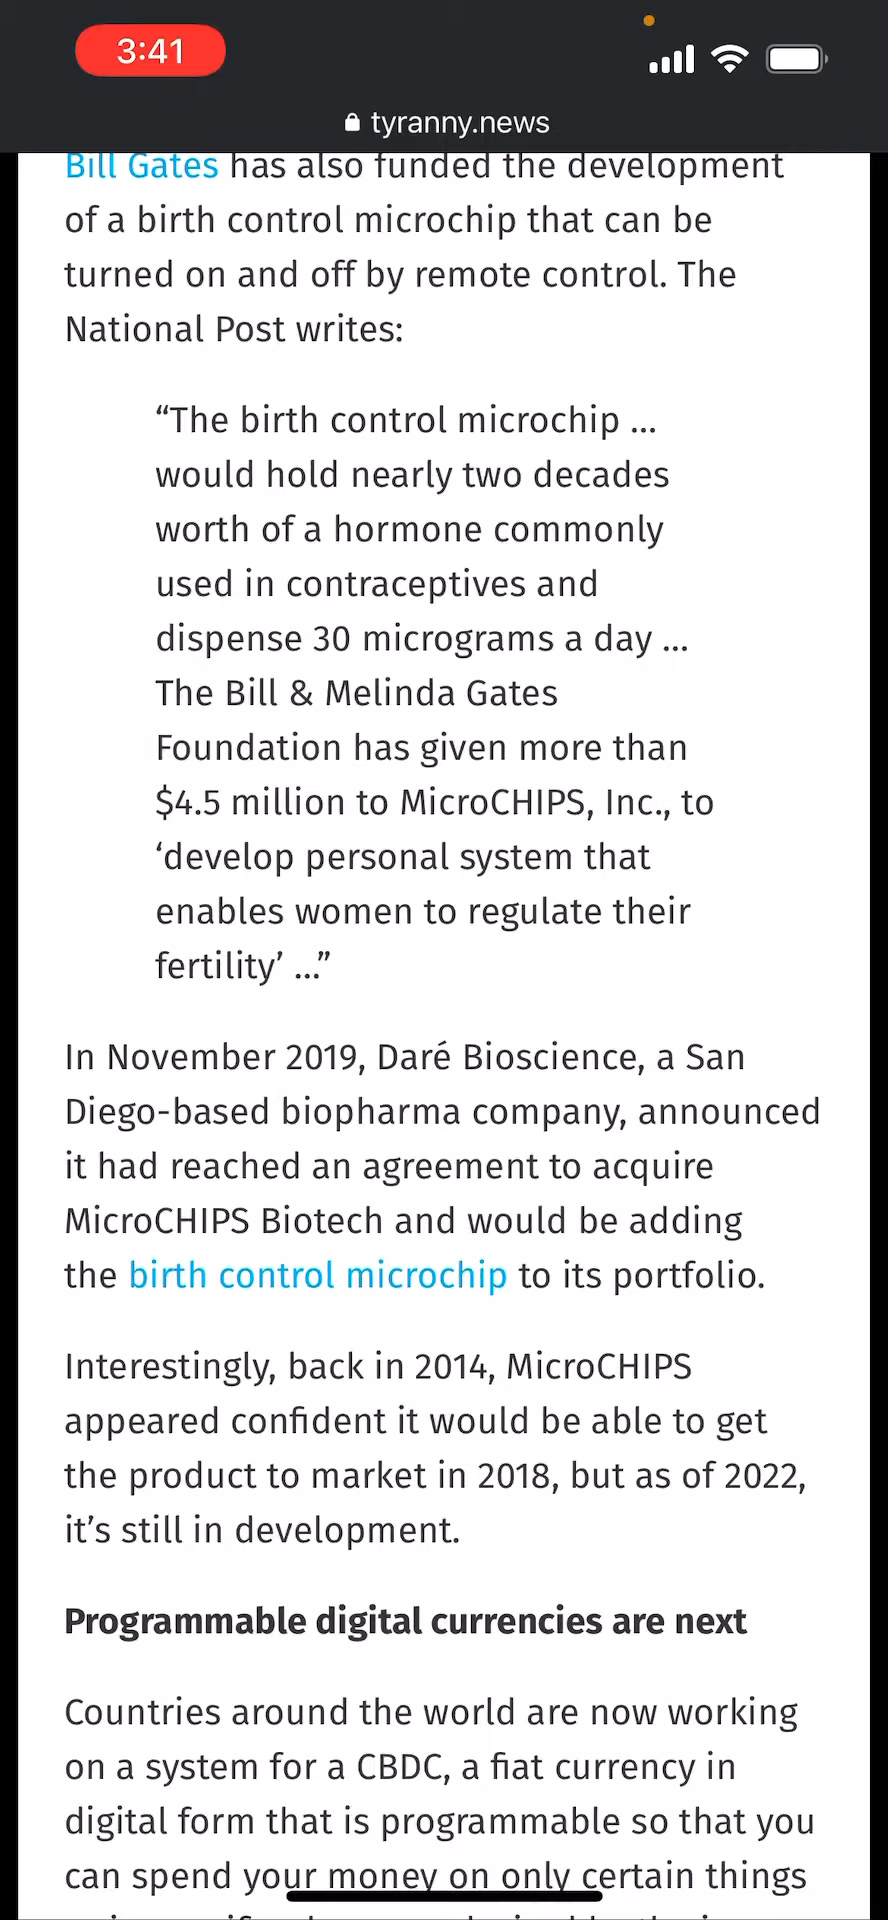 3:41
tyranny.news
Bill Gates has also funded the development
of a birth control microchip that can be
turned on and off by remote control. The
National Post writes:
“The birth control microchip ...
would hold nearly two decades
worth of a hormone commonly
used in contraceptives and
dispense 30 micrograms a day ...
The Bill & Melinda Gates
Foundation has given more than
$4.5 million to MicroCHIPS, Inc., to
‘develop personal system that
enables women to regulate their
fertility’ ...”
In November 2019, Daré Bioscience, a San
Diego-based biopharma company, announced
it had reached an agreement to acquire
MicroCHIPS Biotech and would be adding
the birth control microchip to its portfolio.
Interestingly, back in 2014, MicroCHIPS
appeared confident it would be able to get
the product to market in 2018, but as of 2022,
it’s still in development.
Programmable digital currencies are next
Countries around the world are now working
on a system for a CBDC, a fiat currency in
digital form that is programmable so that you
can spend your money on only certain things